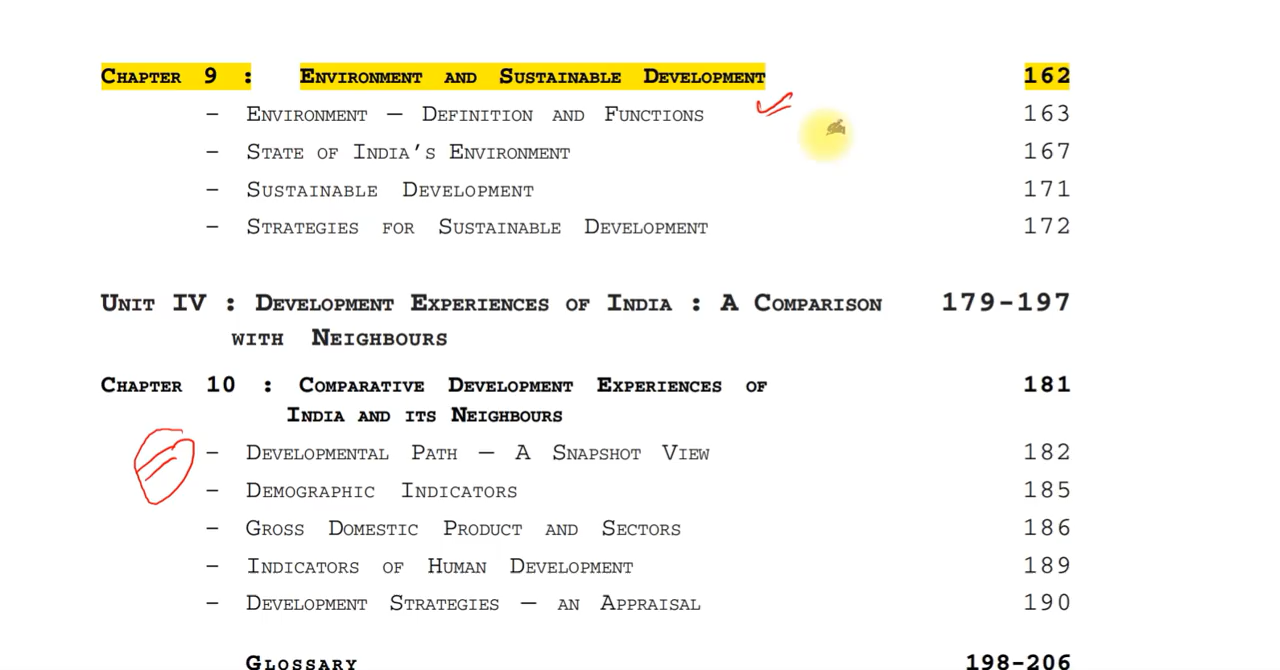 Chapter 9 : Environment and Sustainable Development 162
– Environment – Definition and Functions 163
– State of India's Environment 167
– Sustainable Development 171
– Strategies for Sustainable Development 172
Unit IV : Development Experiences of India : A Comparison 179-197
with Neighbours
Chapter 10 : Comparative Development Experiences of 181
India and its Neighbours
– Developmental Path – A Snapshot View 182
– Demographic Indicators 185
– Gross Domestic Product and Sectors 186
– Indicators of Human Development 189
– Development Strategies – an Appraisal 190
Glossary 198-206